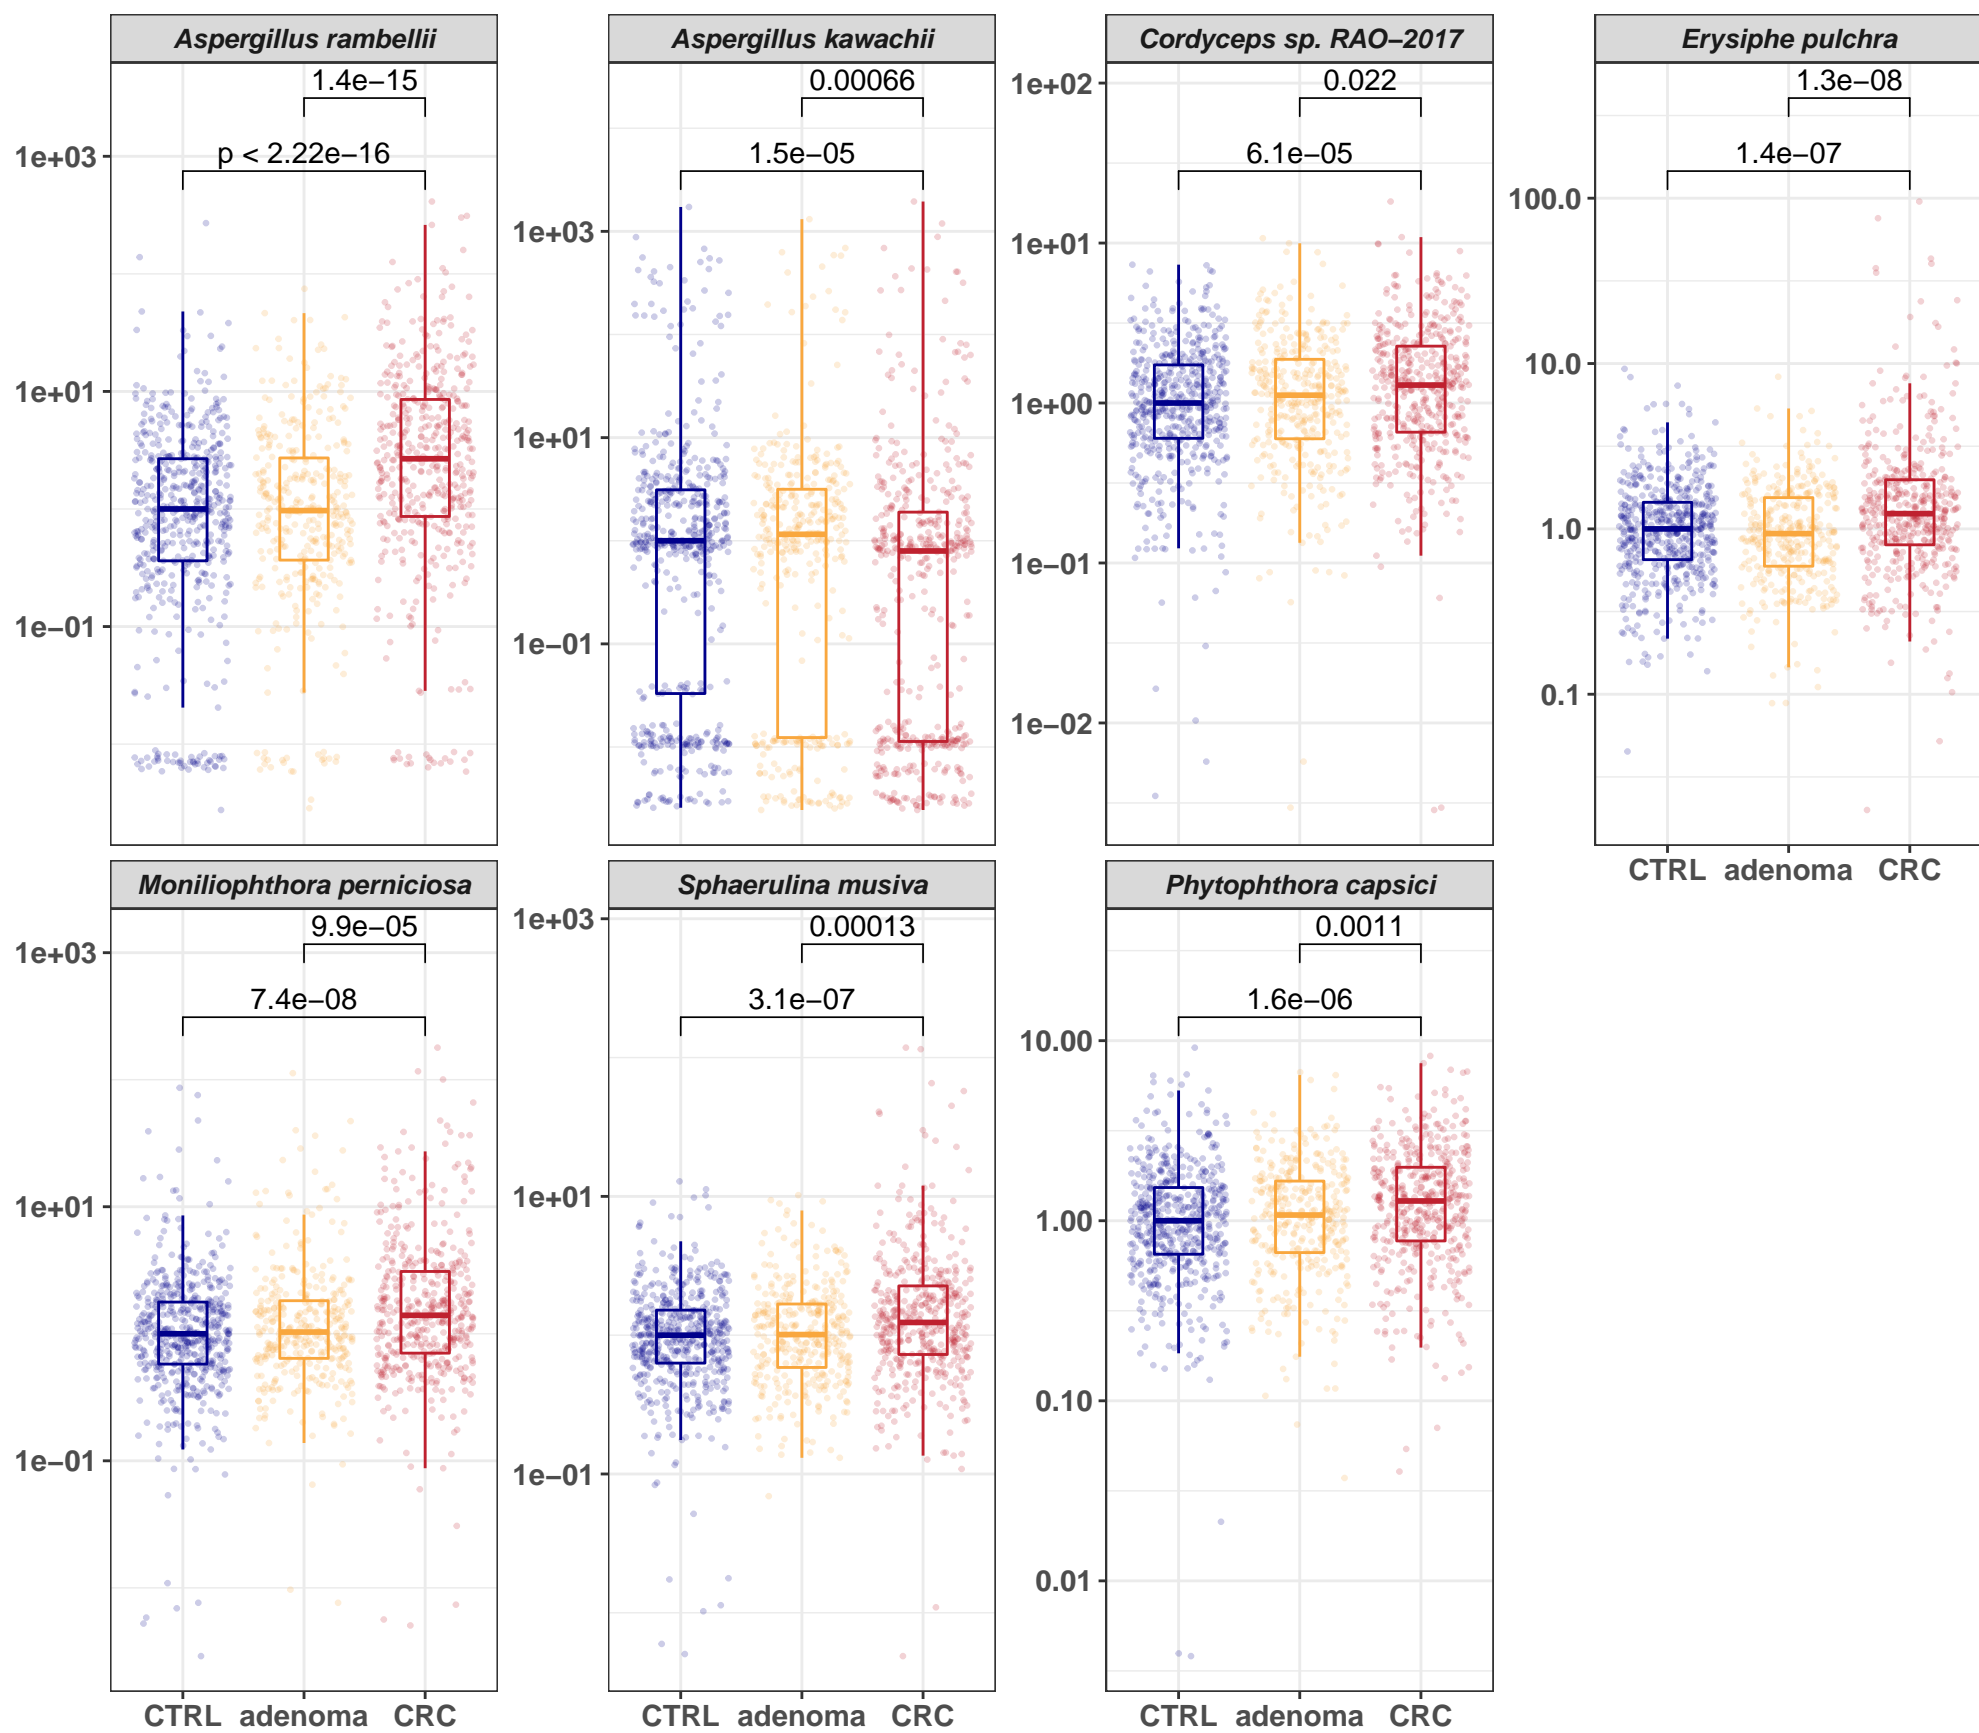 Aspergillus rambellii
1.4e−15
p < 2.22e−16
1e+03
1e+01
1e−01
Aspergillus kawachii
0.00066
1.5e−05
1e+03
1e+01
1e−01
Cordyceps sp. RAO−2017
0.022
6.1e−05
1e+02
1e+01
1e+00
1e−01
1e−02
Erysiphe pulchra
1.3e−08
1.4e−07
100.0
10.0
1.0
0.1
CTRL adenoma CRC
Moniliophthora perniciosa
9.9e−05
7.4e−08
1e+03
1e+01
1e−01
CTRL adenoma CRC
Sphaerulina musiva
0.00013
3.1e−07
1e+03
1e+01
1e−01
CTRL adenoma CRC
Phytophthora capsici
0.0011
1.6e−06
10.00
1.00
0.10
0.01
CTRL adenoma CRC